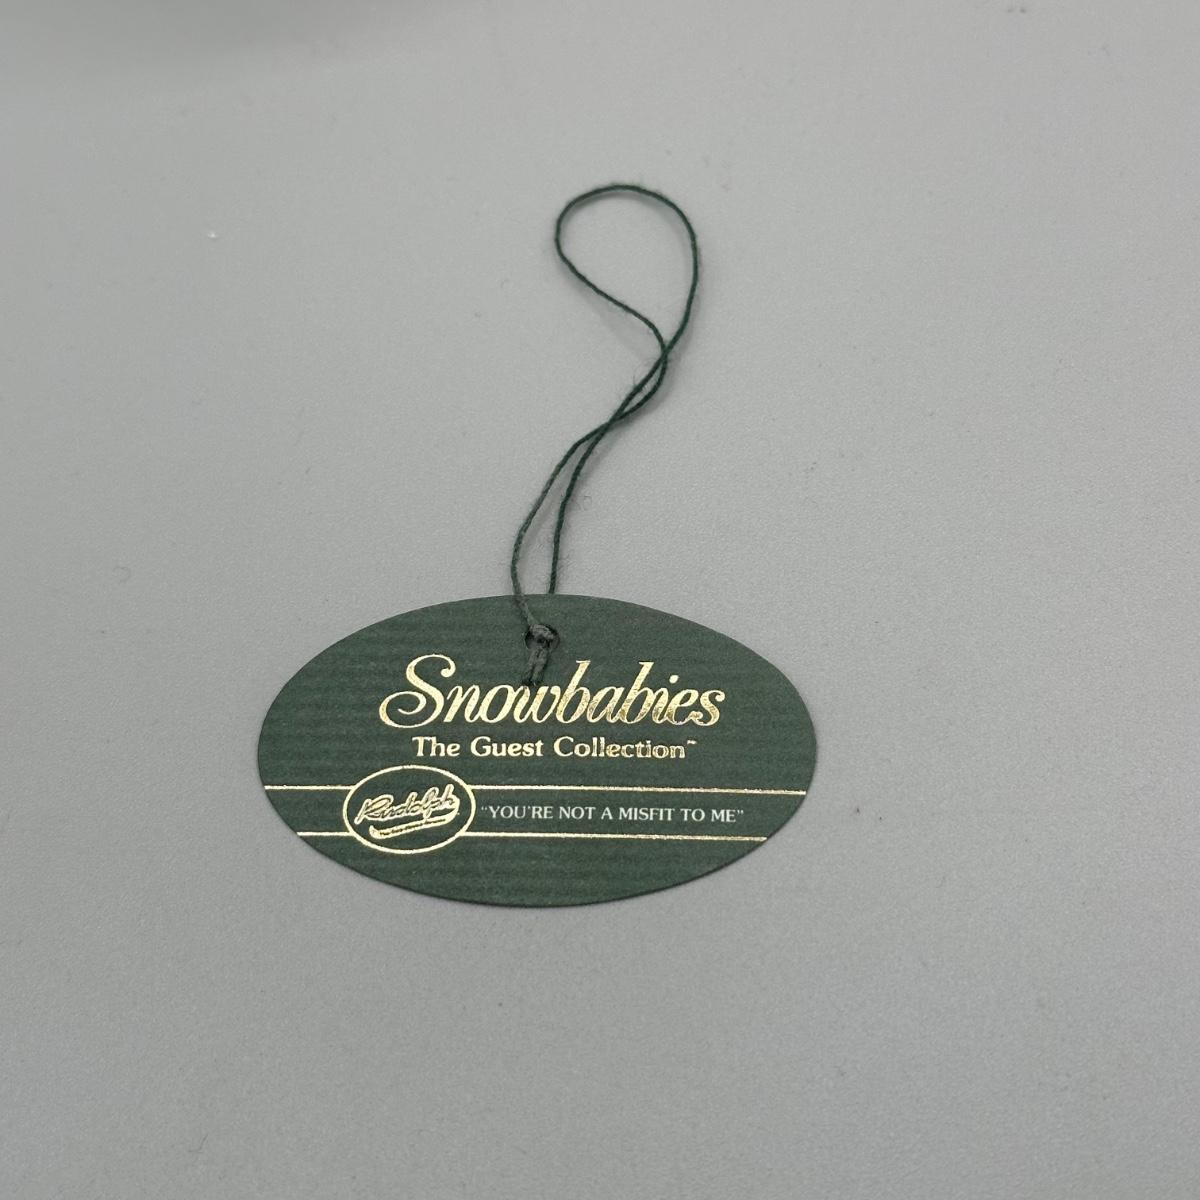 Snowbabies
The Guest Collection™
Rudolph
"YOU'RE NOT A MISFIT TO ME"